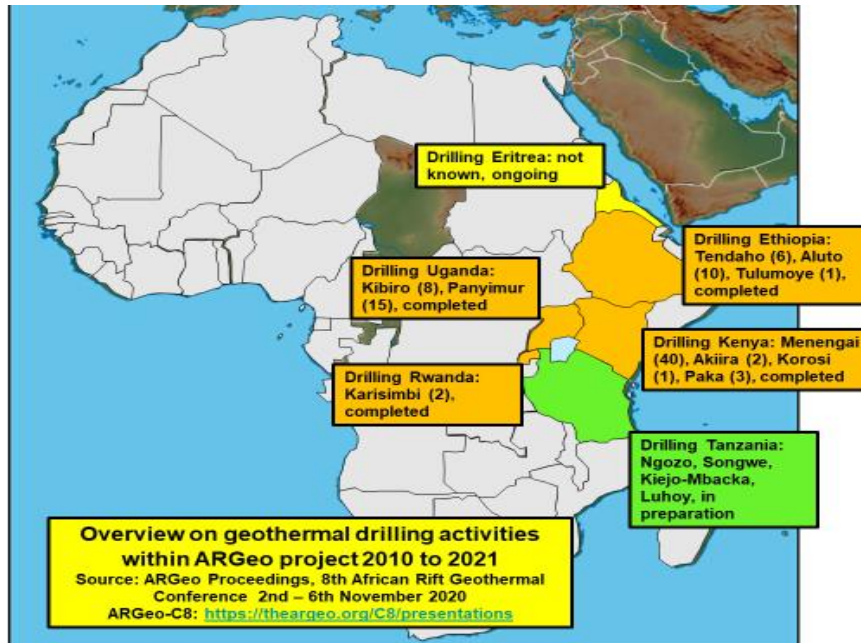 Drilling Eritrea: not
known, ongoing
Drilling Ethiopia:
Tendaho (6), Aluto
(10), Tulumoye (1),
completed
Drilling Uganda:
Kibiro (8), Panyimur
(15), completed
Drilling Kenya: Menengai
(40), Akiira (2), Korosi
(1), Paka (3), completed
Drilling Rwanda:
Karisimbi (2),
completed
Drilling Tanzania:
Ngozo, Songwe,
Kiejo-Mbacka,
Luhoy, in
preparation
Overview on geothermal drilling activities
within ARGeo project 2010 to 2021
Source: ARGeo Proceedings, 8th African Rift Geothermal
Conference 2nd – 6th November 2020
ARGeo-C8: https://theargeo.org/C8/presentations